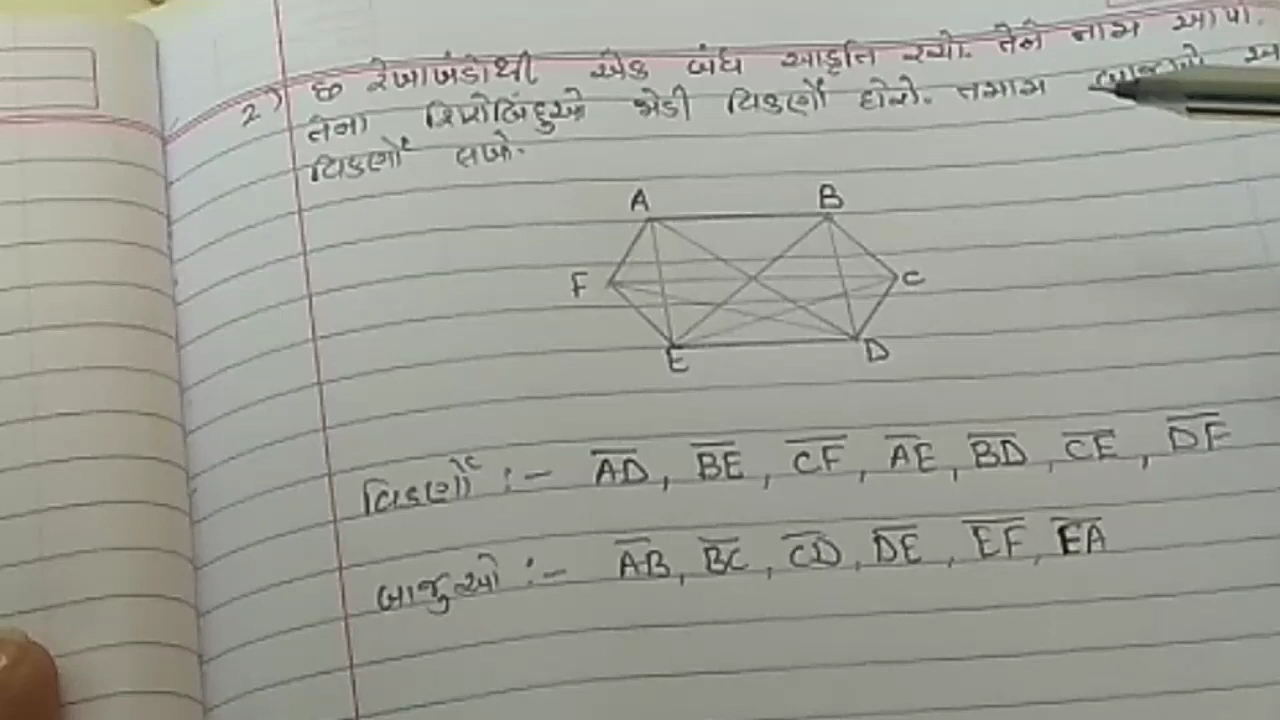 2) છ રેખાખંડોથી એક બંધ આકૃતિ રચો. તેને નામ આપો.
તેના શિરોબિંદુઓ જોડી વિકર્ણો દોરો. તમામ
વિકર્ણો લખો.
A B
F C
E D
વિકર્ણો :- AD, BE, CF, AE, BD, CE, DF
બાજુઓ :- AB, BC, CD, DE, EF, EA